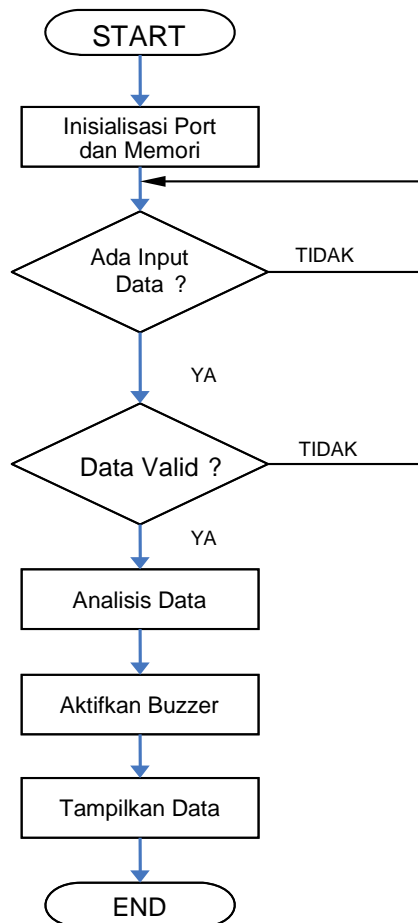 START
Inisialisasi Port
dan Memori
Ada Input
Data ?
TIDAK
YA
Data Valid ?
TIDAK
YA
Analisis Data
Aktifkan Buzzer
Tampilkan Data
END